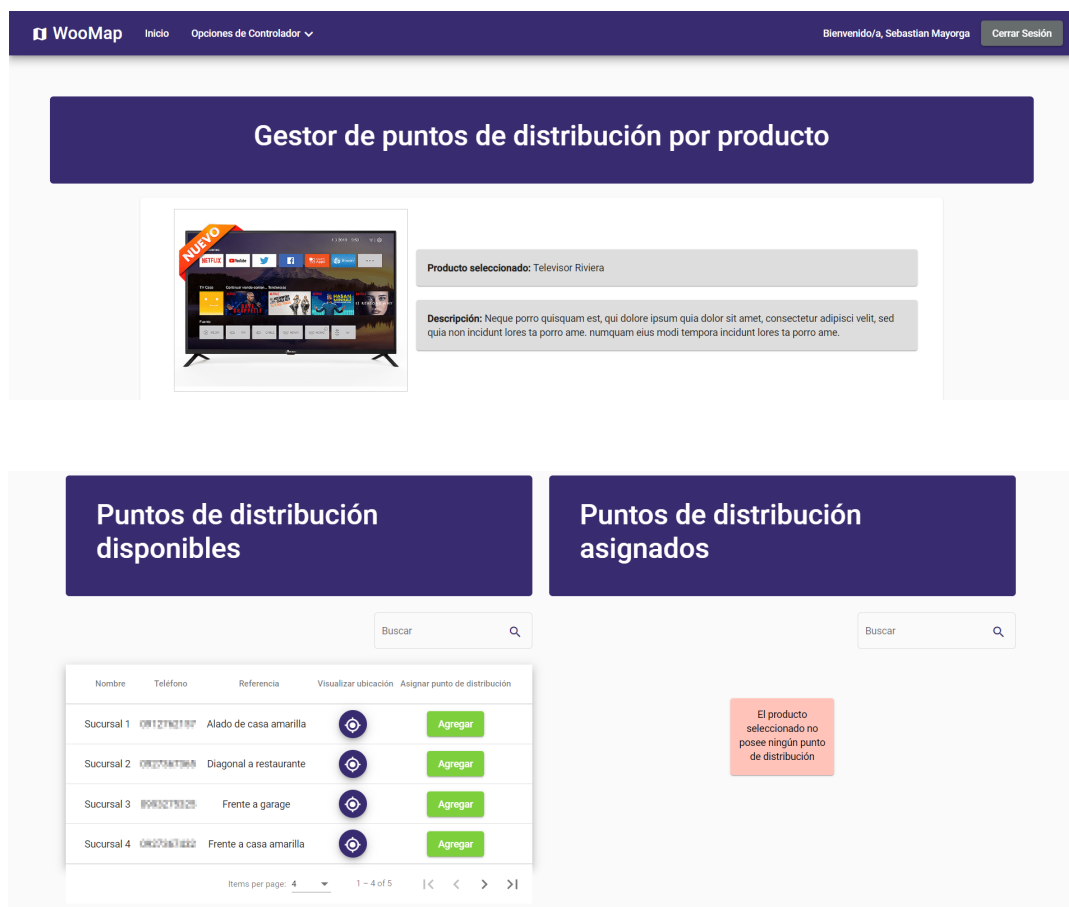 WooMap Inicio Opciones de Controlador Bienvenido/a, Sebastian Mayorga Cerrar Sesión
Gestor de puntos de distribución por producto
NUEVO
NETFLIX YouTube
Producto seleccionado: Televisor Riviera
Descripción: Neque porro quisquam est, qui dolore ipsum quia dolor sit amet, consectetur adipisci velit, sed
quia non incidunt lores ta porro ame. numquam eius modi tempora incidunt lores ta porro ame.
Puntos de distribución
disponibles
Buscar
Nombre Teléfono Referencia Visualizar ubicación Asignar punto de distribución
Sucursal 1 Alado de casa amarilla Agregar
Sucursal 2 Diagonal a restaurante Agregar
Sucursal 3 Frente a garage Agregar
Sucursal 4 Frente a casa amarilla Agregar
Items per page: 4 1 – 4 of 5
Puntos de distribución
asignados
Buscar
El producto
seleccionado no
posee ningún punto
de distribución